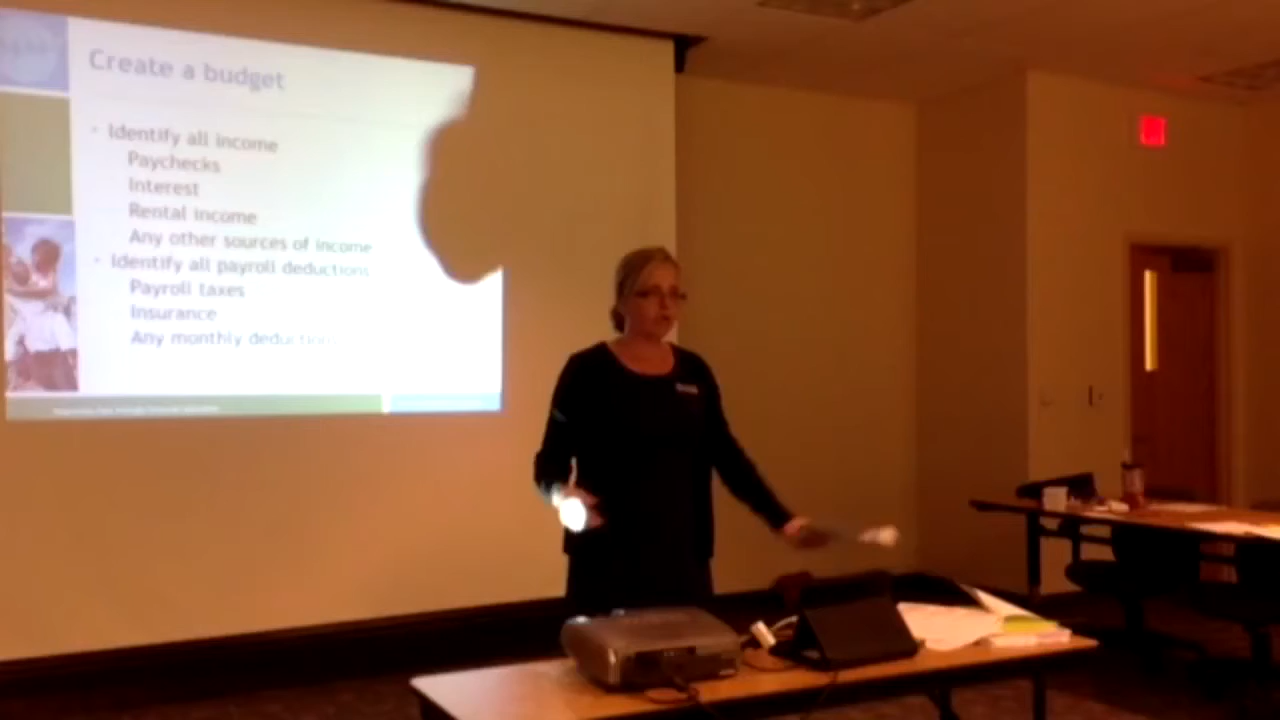 Create a budget
• Identify all income
Paychecks
Interest
Rental income
Any other sources of income
• Identify all payroll deductions
Payroll taxes
Insurance
Any monthly deductions